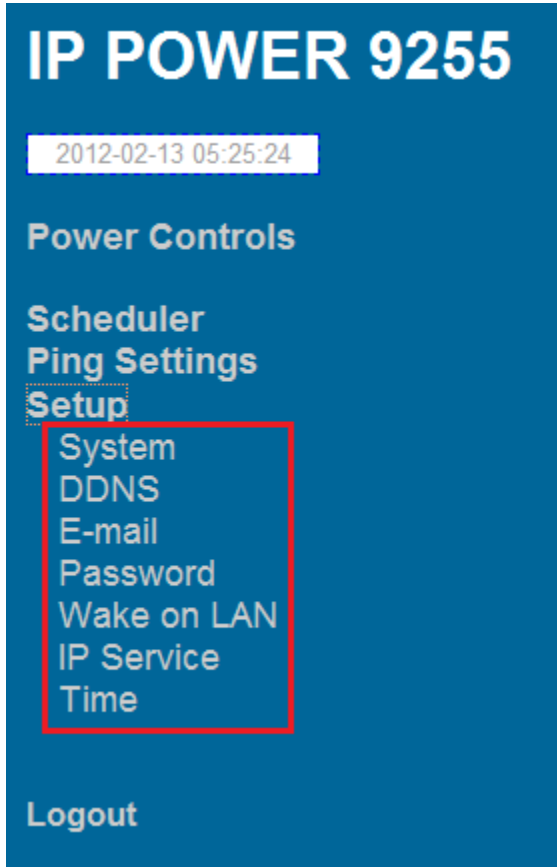 IP POWER 9255
2012-02-13 05:25:24
Power Controls
Scheduler
Ping Settings
Setup
System
DDNS
E-mail
Password
Wake on LAN
IP Service
Time
Logout